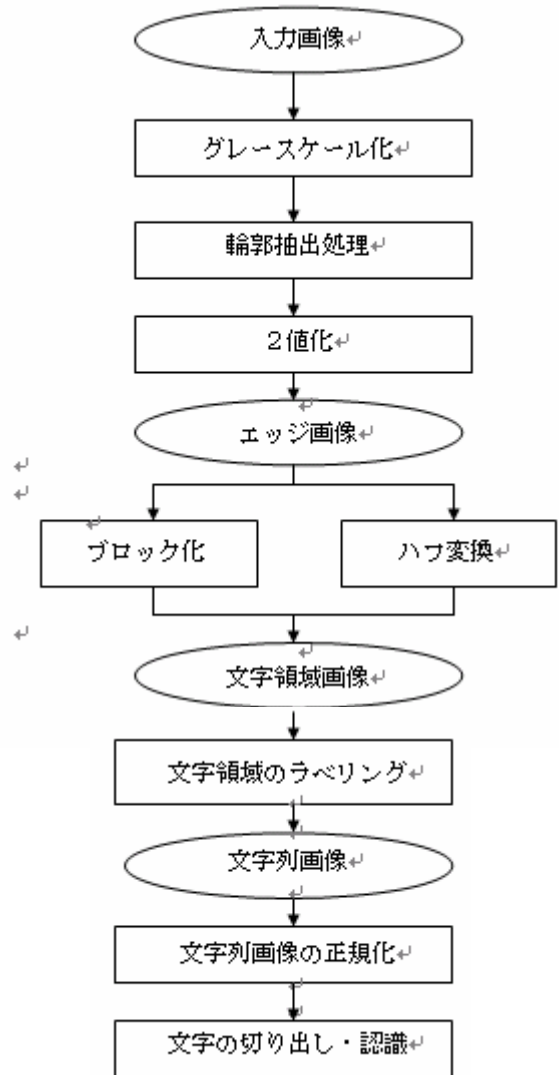 入力画像
グレースケール化
輪郭抽出処理
２値化
エッジ画像
ブロック化
ハフ変換
文字領域画像
文字領域のラベリング
文字列画像
文字列画像の正規化
文字の切り出し・認識